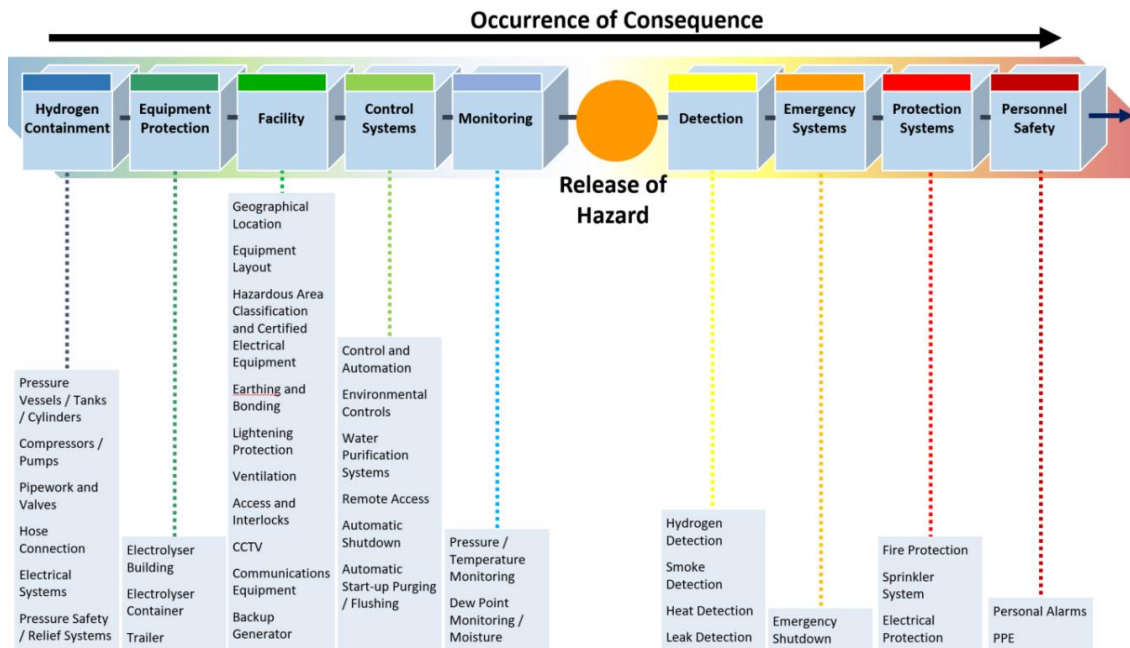 Occurrence of Consequence
Hydrogen
Containment
Equipment
Protection
Facility
Control
Systems
Monitoring
Release of
Hazard
Detection
Emergency
Systems
Protection
Systems
Personnel
Safety
Pressure
Vessels / Tanks
/ Cylinders
Compressors /
Pumps
Pipework and
Valves
Hose
Connection
Electrical
Systems
Pressure Safety
/ Relief Systems
Electrolyser
Building
Electrolyser
Container
Trailer
Geographical
Location
Equipment
Layout
Hazardous Area
Classification
and Certified
Electrical
Equipment
Earthing and
Bonding
Lightening
Protection
Ventilation
Access and
Interlocks
CCTV
Communications
Equipment
Backup
Generator
Control and
Automation
Environmental
Controls
Water
Purification
Systems
Remote Access
Automatic
Shutdown
Automatic
Start-up Purging
/ Flushing
Pressure /
Temperature
Monitoring
Dew Point
Monitoring /
Moisture
Hydrogen
Detection
Smoke
Detection
Heat Detection
Leak Detection
Emergency
Shutdown
Fire Protection
Sprinkler
System
Electrical
Protection
Personal Alarms
PPE